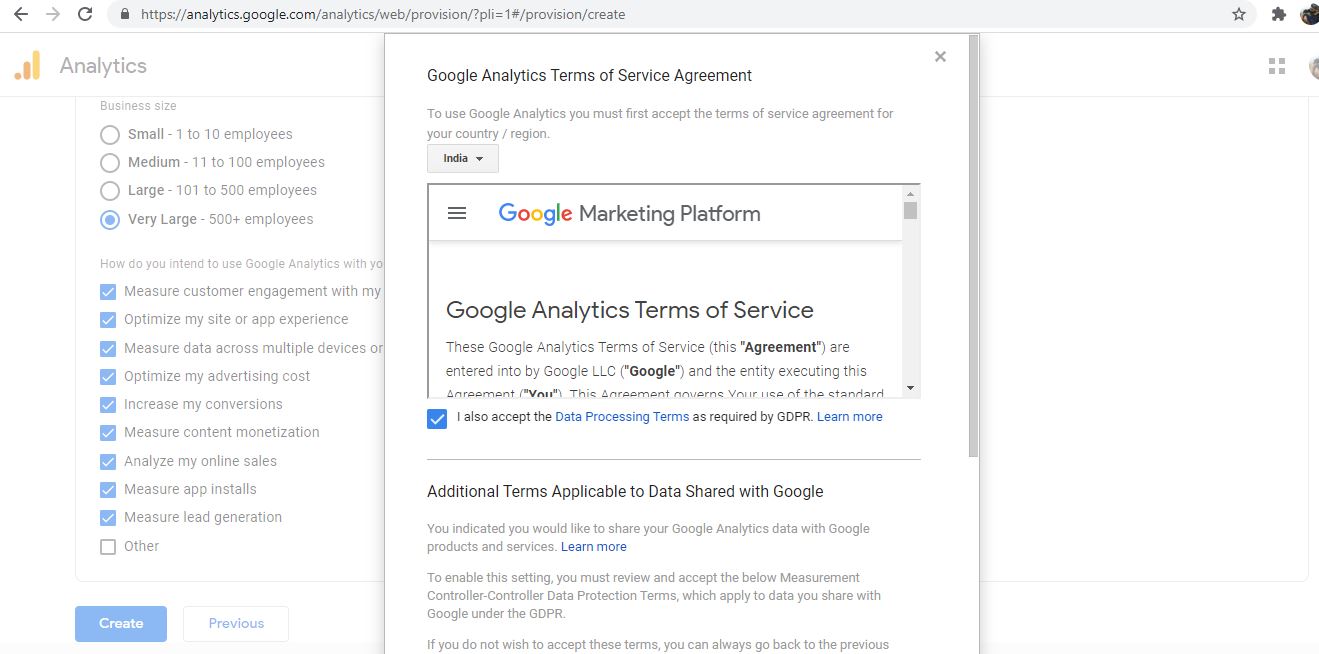 https://analytics.google.com/analytics/web/provision/?pli=1#/provision/create
Analytics
Business size
Small - 1 to 10 employees
Medium - 11 to 100 employees
Large - 101 to 500 employees
Very Large - 500+ employees
How do you intend to use Google Analytics with yo
Measure customer engagement with my
Optimize my site or app experience
Measure data across multiple devices or
Optimize my advertising cost
Increase my conversions
Measure content monetization
Analyze my online sales
Measure app installs
Measure lead generation
Other
Create
Previous
Google Analytics Terms of Service Agreement
To use Google Analytics you must first accept the terms of service agreement for
your country / region.
India
Google Marketing Platform
Google Analytics Terms of Service
These Google Analytics Terms of Service (this "Agreement") are
entered into by Google LLC ("Google") and the entity executing this
Agreement ("You"). This Agreement governs Your use of the standard
I also accept the Data Processing Terms as required by GDPR. Learn more
Additional Terms Applicable to Data Shared with Google
You indicated you would like to share your Google Analytics data with Google
products and services. Learn more
To enable this setting, you must review and accept the below Measurement
Controller-Controller Data Protection Terms, which apply to data you share with
Google under the GDPR.
If you do not wish to accept these terms, you can always go back to the previous